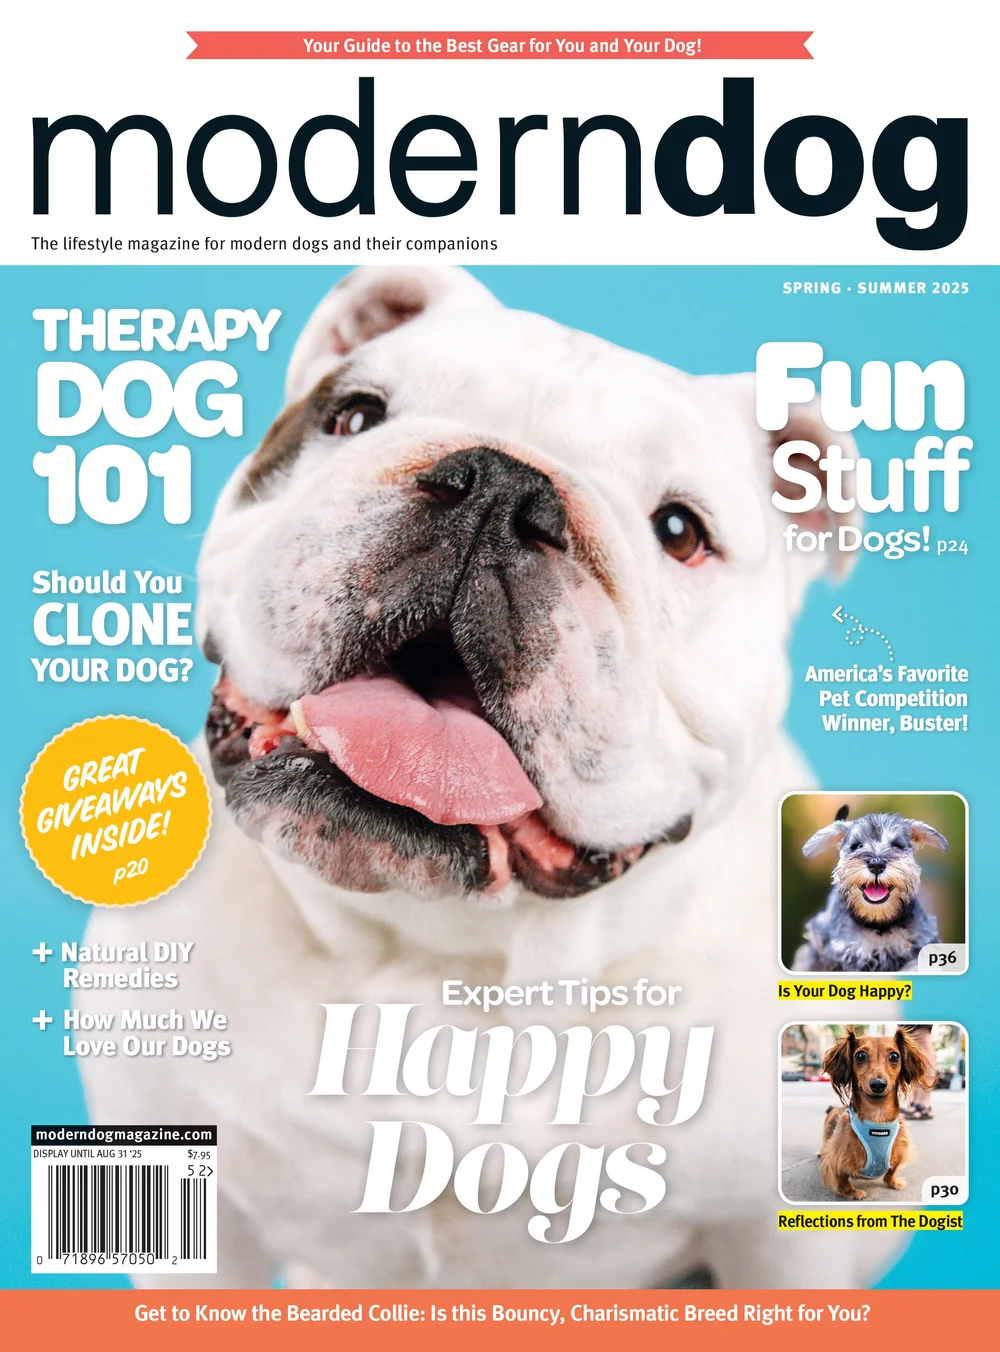 Your Guide to the Best Gear for You and Your Dog!
moderndog
The lifestyle magazine for modern dogs and their companions
SPRING · SUMMER 2025
THERAPY
DOG
101
Should You
CLONE
YOUR DOG?
GREAT
GIVEAWAYS
INSIDE!
p20
+ Natural DIY
Remedies
+ How Much We
Love Our Dogs
Fun
Stuff
for Dogs! p24
America's Favorite
Pet Competition
Winner, Buster!
p36
Is Your Dog Happy?
VOYAGER
p30
Reflections from The Dogist
Expert Tips for
Happy
Dogs
moderndogmagazine.com
DISPLAY UNTIL AUG 31 '25 $7.95
5 2>
0 71896 57050 2
Get to Know the Bearded Collie: Is this Bouncy, Charismatic Breed Right for You?